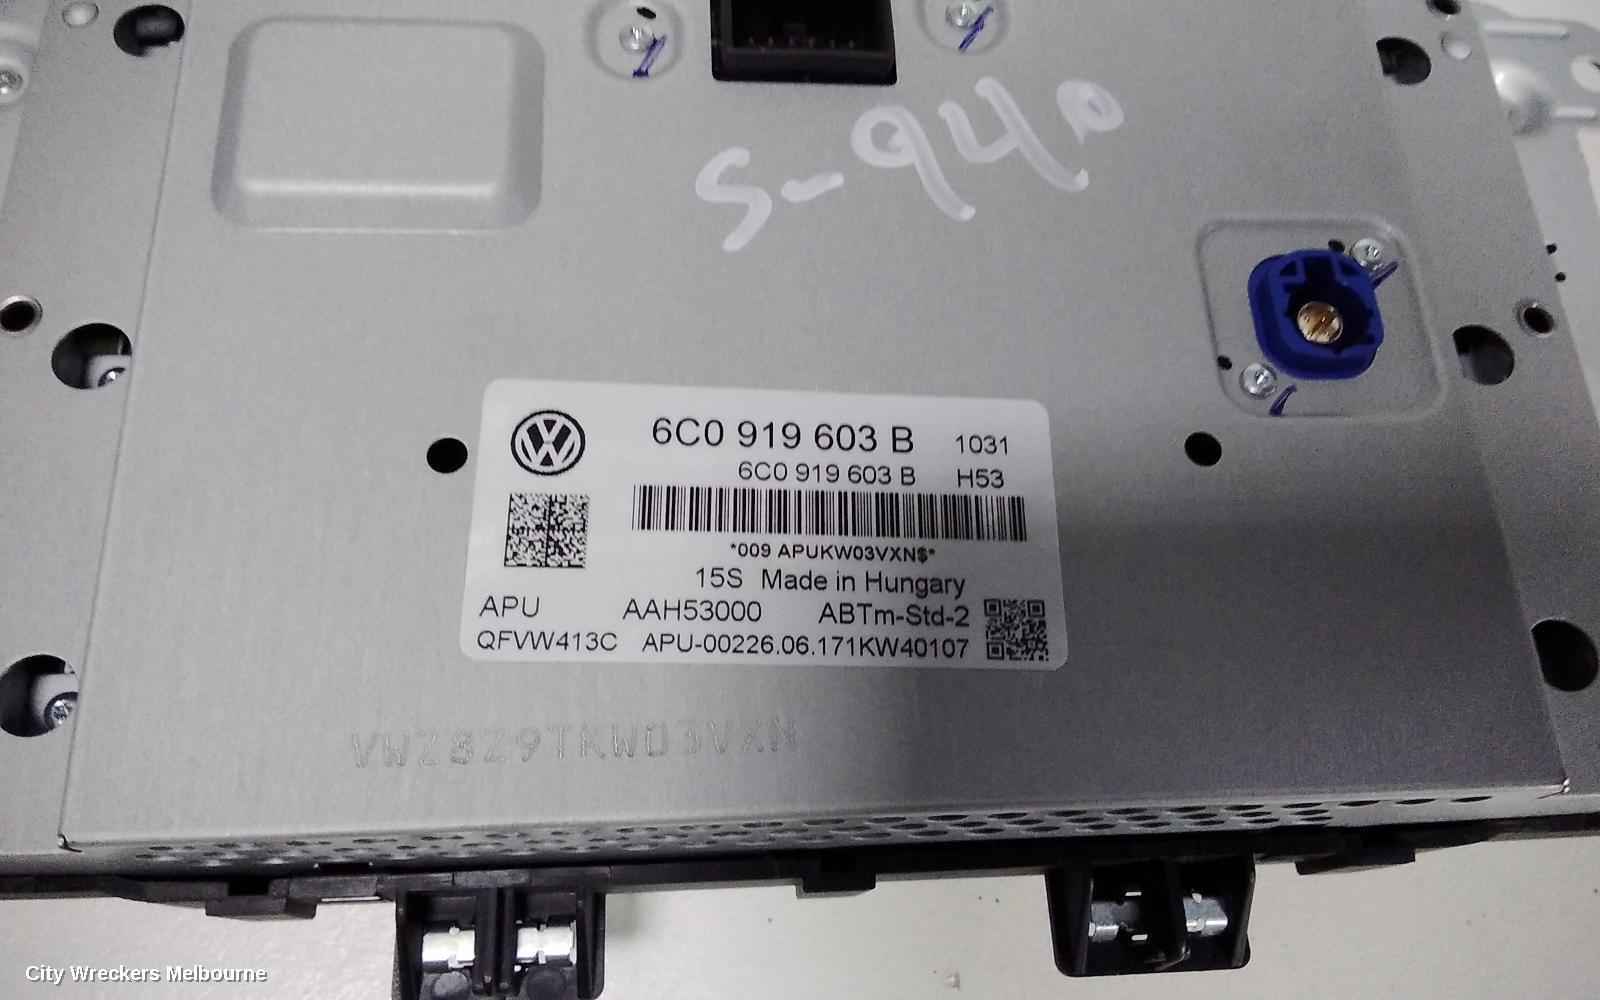 S-940
6C0 919 603 B 1031
6C0 919 603 B H53
*009 APUKW03VXN$*
15S Made in Hungary
APU AAH53000 ABTm-Std-2
QFVW413C APU-00226.06.171KW40107
VWZ8Z9TKW03VXN
City Wreckers Melbourne